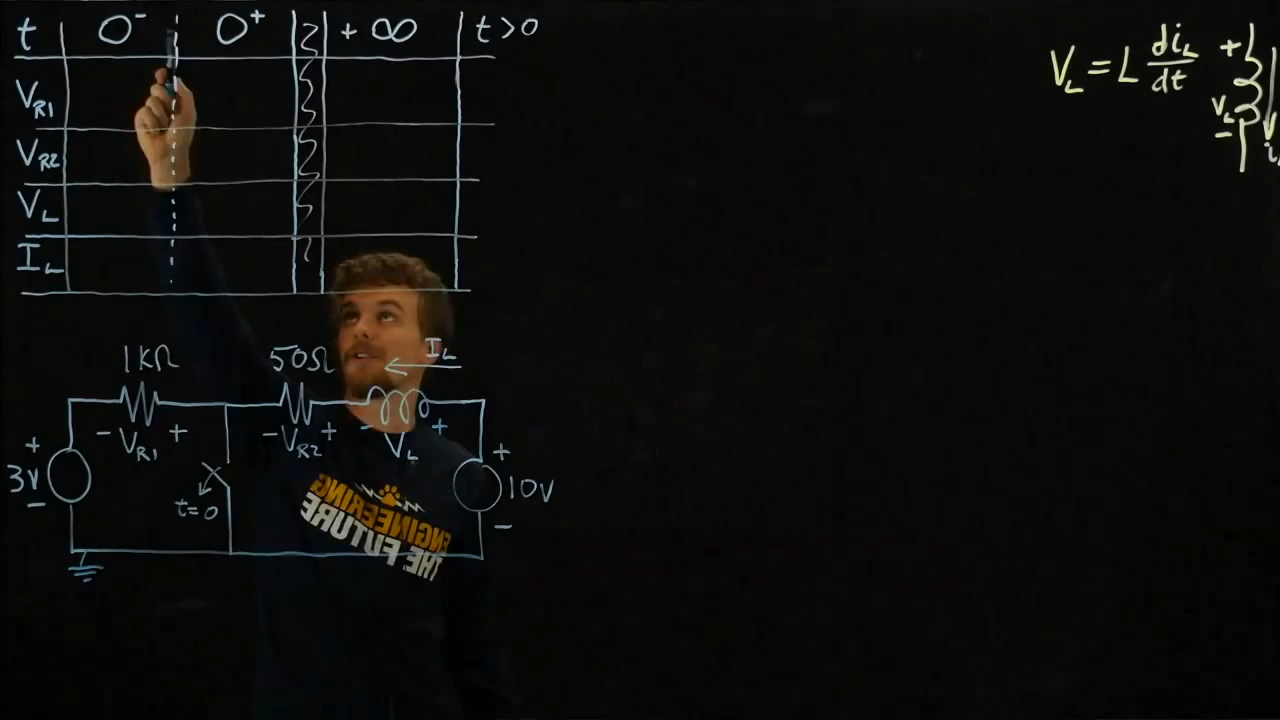 t 0⁻ 0⁺ +∞ t>0
V_R1
V_R2
V_L
I_L
V_L = L di_L/dt
+
V_L
−
1kΩ 50Ω I_L
− V_R1 + − V_R2 + − V_L +
+ 3V −
t=0
+ 10V −
ENGINEERING
THE FUTURE